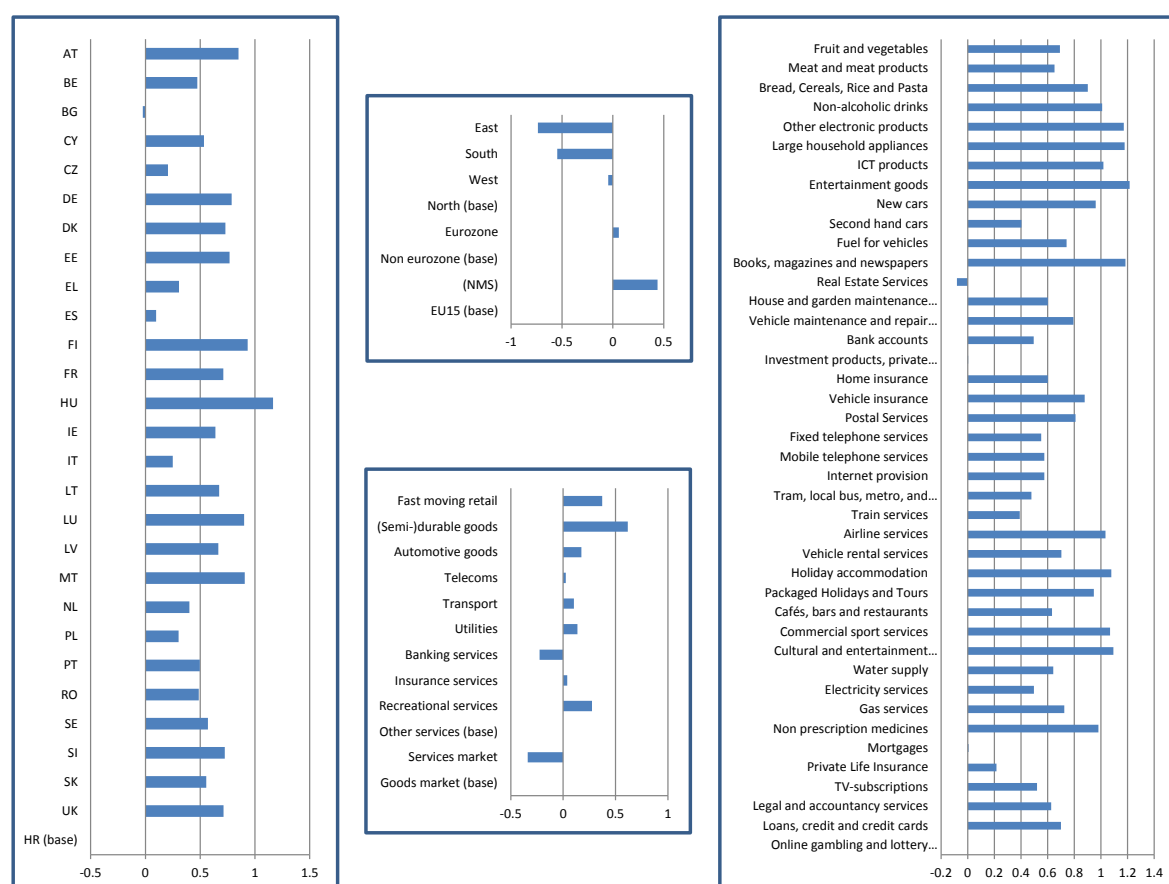 AT
BE
BG
CY
CZ
DE
DK
EE
EL
ES
FI
FR
HU
IE
IT
LT
LU
LV
MT
NL
PL
PT
RO
SE
SI
SK
UK
HR (base)
-0.5 0 0.5 1 1.5
East
South
West
North (base)
Eurozone
Non eurozone (base)
(NMS)
EU15 (base)
-1 -0.5 0 0.5
Fast moving retail
(Semi-)durable goods
Automotive goods
Telecoms
Transport
Utilities
Banking services
Insurance services
Recreational services
Other services (base)
Services market
Goods market (base)
-0.5 0 0.5 1
Fruit and vegetables
Meat and meat products
Bread, Cereals, Rice and Pasta
Non-alcoholic drinks
Other electronic products
Large household appliances
ICT products
Entertainment goods
New cars
Second hand cars
Fuel for vehicles
Books, magazines and newspapers
Real Estate Services
House and garden maintenance…
Vehicle maintenance and repair…
Bank accounts
Investment products, private…
Home insurance
Vehicle insurance
Postal Services
Fixed telephone services
Mobile telephone services
Internet provision
Tram, local bus, metro, and…
Train services
Airline services
Vehicle rental services
Holiday accommodation
Packaged Holidays and Tours
Cafés, bars and restaurants
Commercial sport services
Cultural and entertainment…
Water supply
Electricity services
Gas services
Non prescription medicines
Mortgages
Private Life Insurance
TV-subscriptions
Legal and accountancy services
Loans, credit and credit cards
Online gambling and lottery…
-0.2 0 0.2 0.4 0.6 0.8 1 1.2 1.4